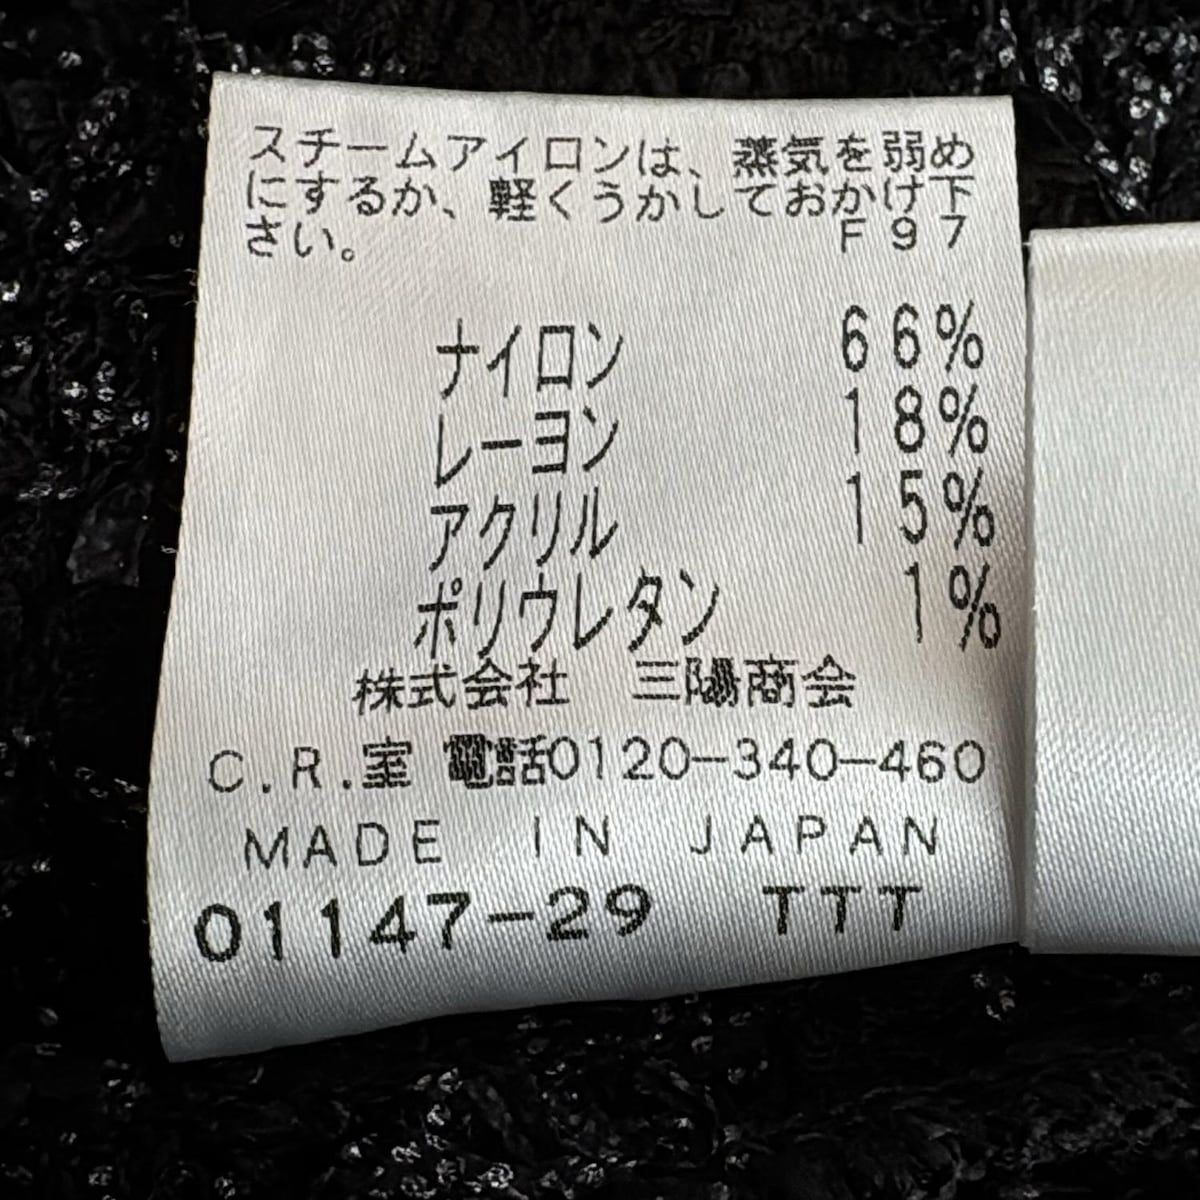 スチームアイロンは、蒸気を弱め
にするか、軽くうかしておかけ下
さい。 F97
ナイロン 66%
レーヨン 18%
アクリル 15%
ポリウレタン 1%
株式会社 三陽商会
C.R.室 電話0120-340-460
MADE IN JAPAN
01147-29 TTT